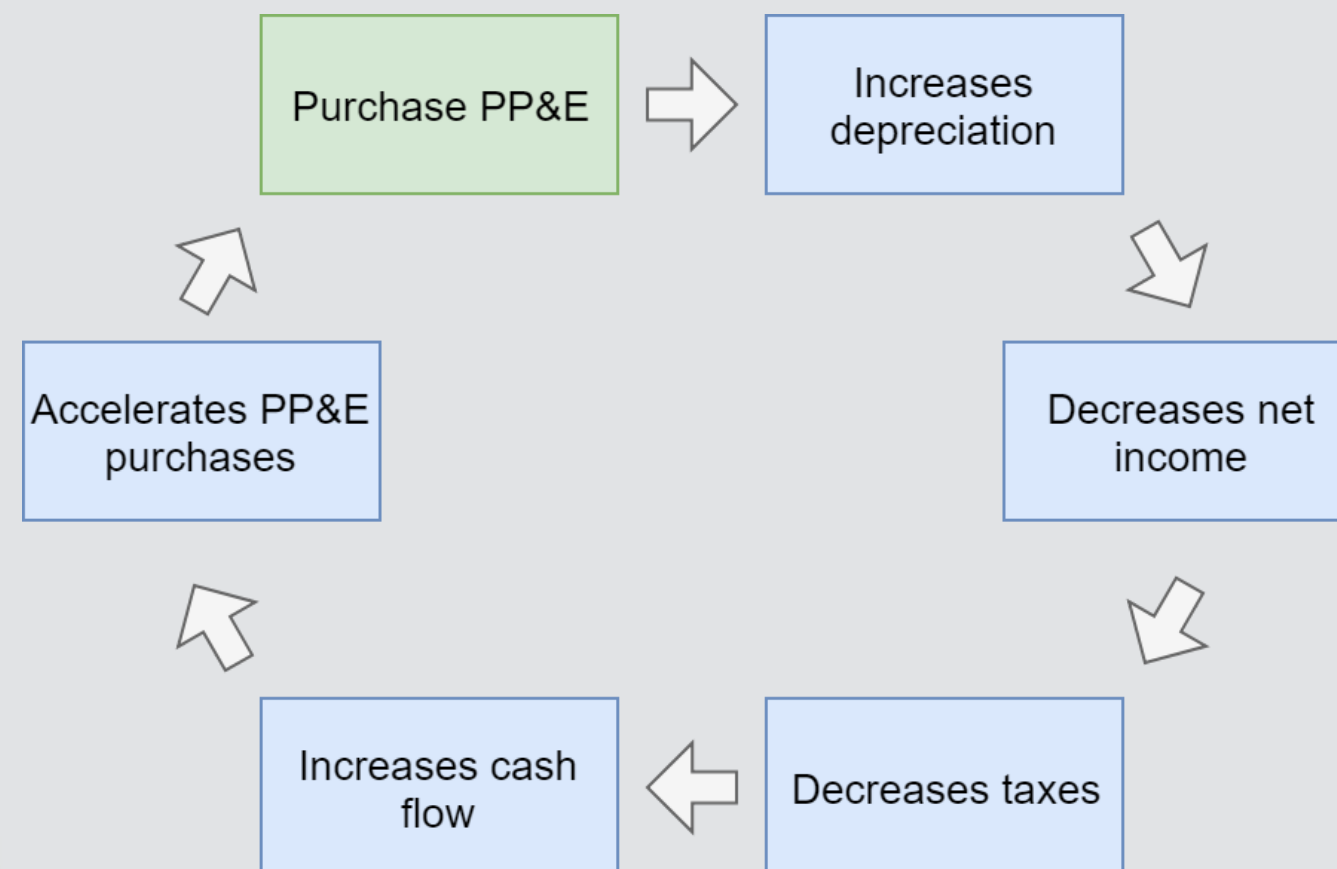 Purchase PP&E
Increases
depreciation
Decreases net
income
Decreases taxes
Increases cash
flow
Accelerates PP&E
purchases